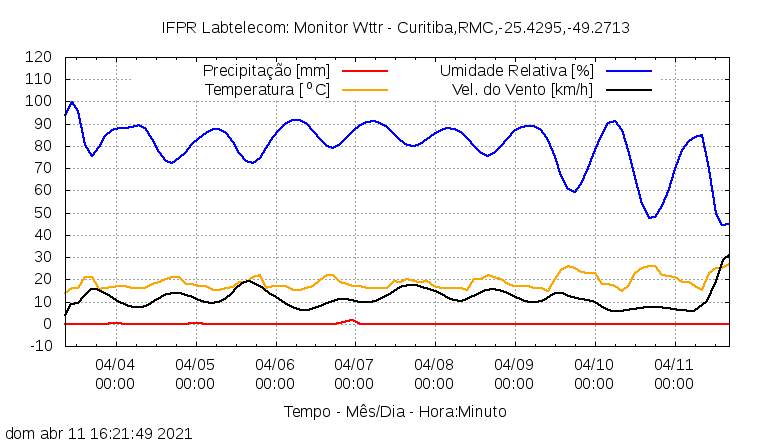 IFPR Labtelecom: Monitor Wttr - Curitiba,RMC,-25.4295,-49.2713
Precipitação [mm]
Temperatura [⁰C]
Umidade Relativa [%]
Vel. do Vento [km/h]
120
110
100
90
80
70
60
50
40
30
20
10
0
-10
04/04 04/05 04/06 04/07 04/08 04/09 04/10 04/11
00:00 00:00 00:00 00:00 00:00 00:00 00:00 00:00
Tempo - Mês/Dia - Hora:Minuto
dom abr 11 16:21:49 2021